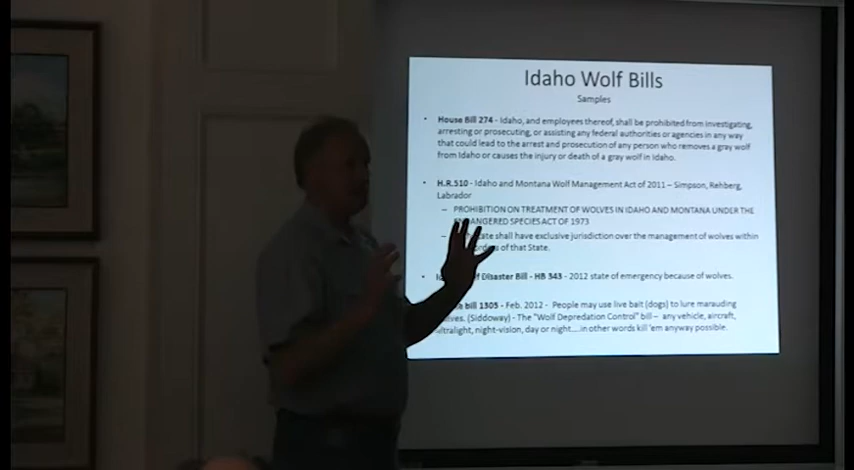 Idaho Wolf Bills
Samples
• House Bill 274 - Idaho, and employees thereof, shall be prohibited from investigating,
arresting or prosecuting, or assisting any federal authorities or agencies in any way
that could lead to the arrest and prosecution of any person who removes a gray wolf
from Idaho or causes the injury or death of a gray wolf in Idaho.
• H.R.510 - Idaho and Montana Wolf Management Act of 2011 – Simpson, Rehberg,
Labrador
– PROHIBITION ON TREATMENT OF WOLVES IN IDAHO AND MONTANA UNDER THE
ENDANGERED SPECIES ACT OF 1973
– shall have exclusive jurisdiction over the management of wolves within
of that State.
• Disaster Bill - HB 343 - 2012 state of emergency because of wolves.
bill 1305 - Feb. 2012 - People may use live bait (dogs) to lure marauding
(Siddoway) - The "Wolf Depredation Control" bill – any vehicle, aircraft,
ultralight, night-vision, day or night....in other words kill 'em anyway possible.